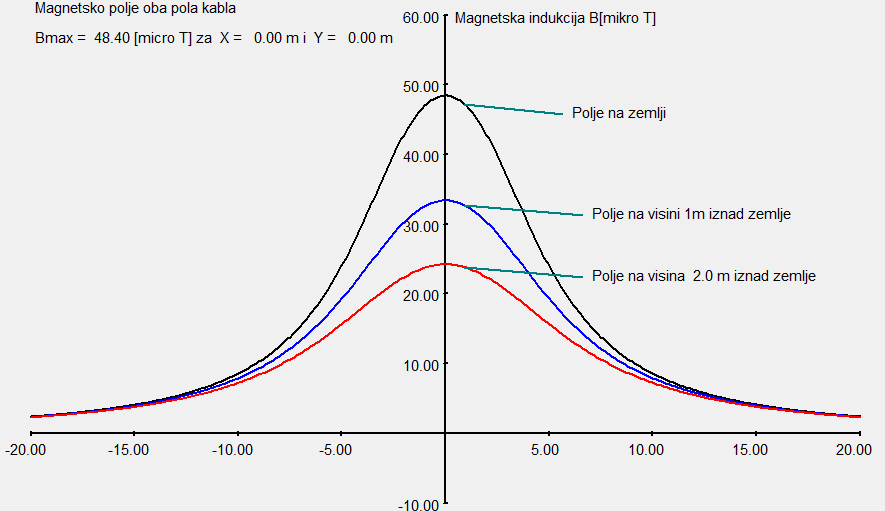 Magnetsko polje oba pola kabla
Bmax = 48.40 [micro T] za X = 0.00 m i Y = 0.00 m
60.00
Magnetska indukcija B[mikro T]
50.00
Polje na zemlji
40.00
Polje na visini 1m iznad zemlje
30.00
Polje na visina 2.0 m iznad zemlje
20.00
10.00
-20.00 -15.00 -10.00 -5.00 5.00 10.00 15.00 20.00
-10.00